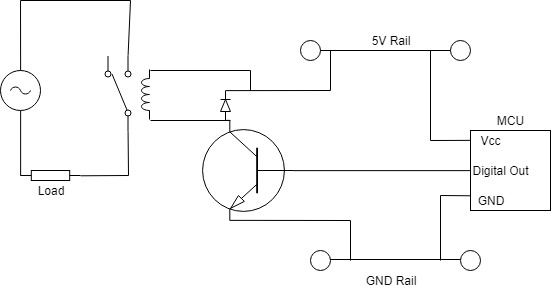 5V Rail
MCU
Vcc
Digital Out
Load
GND
GND Rail